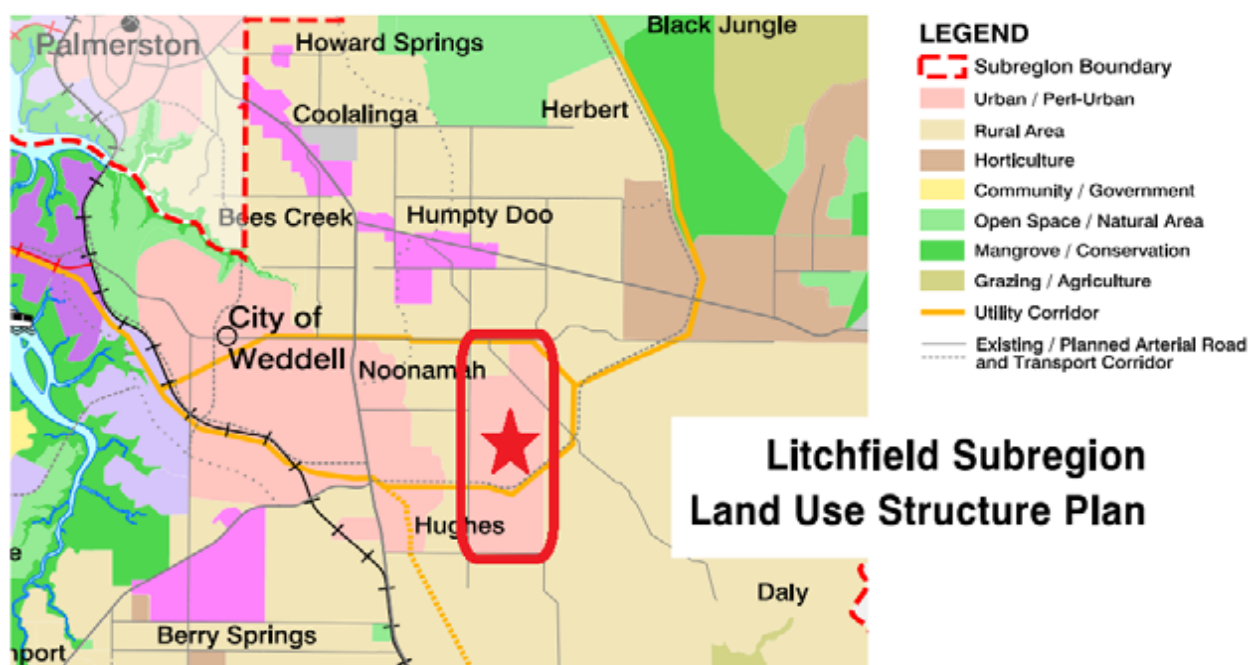 Palmerston
Howard Springs
Black Jungle
Coolalinga
Herbert
Bees Creek
Humpty Doo
City of
Weddell
Noonamah
Hughes
Daly
Berry Springs
LEGEND
Subregion Boundary
Urban / Peri-Urban
Rural Area
Horticulture
Community / Government
Open Space / Natural Area
Mangrove / Conservation
Grazing / Agriculture
Utility Corridor
Existing / Planned Arterial Road
and Transport Corridor
Litchfield Subregion
Land Use Structure Plan